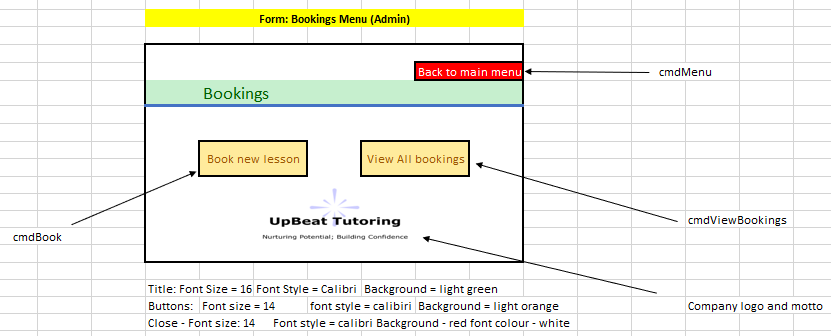 Form: Bookings Menu (Admin)
Back to main menu
cmdMenu
Bookings
Book new lesson
View All bookings
UpBeat Tutoring
cmdViewBookings
Nurturing Potential; Building Confidence
cmdBook
Title: Font Size = 16 Font Style = Calibri Background = light green
Buttons: Font size = 14 font style = calibiri Background = light orange
Company logo and motto
Close - Font size: 14 Font style = calibri Background - red font colour - white